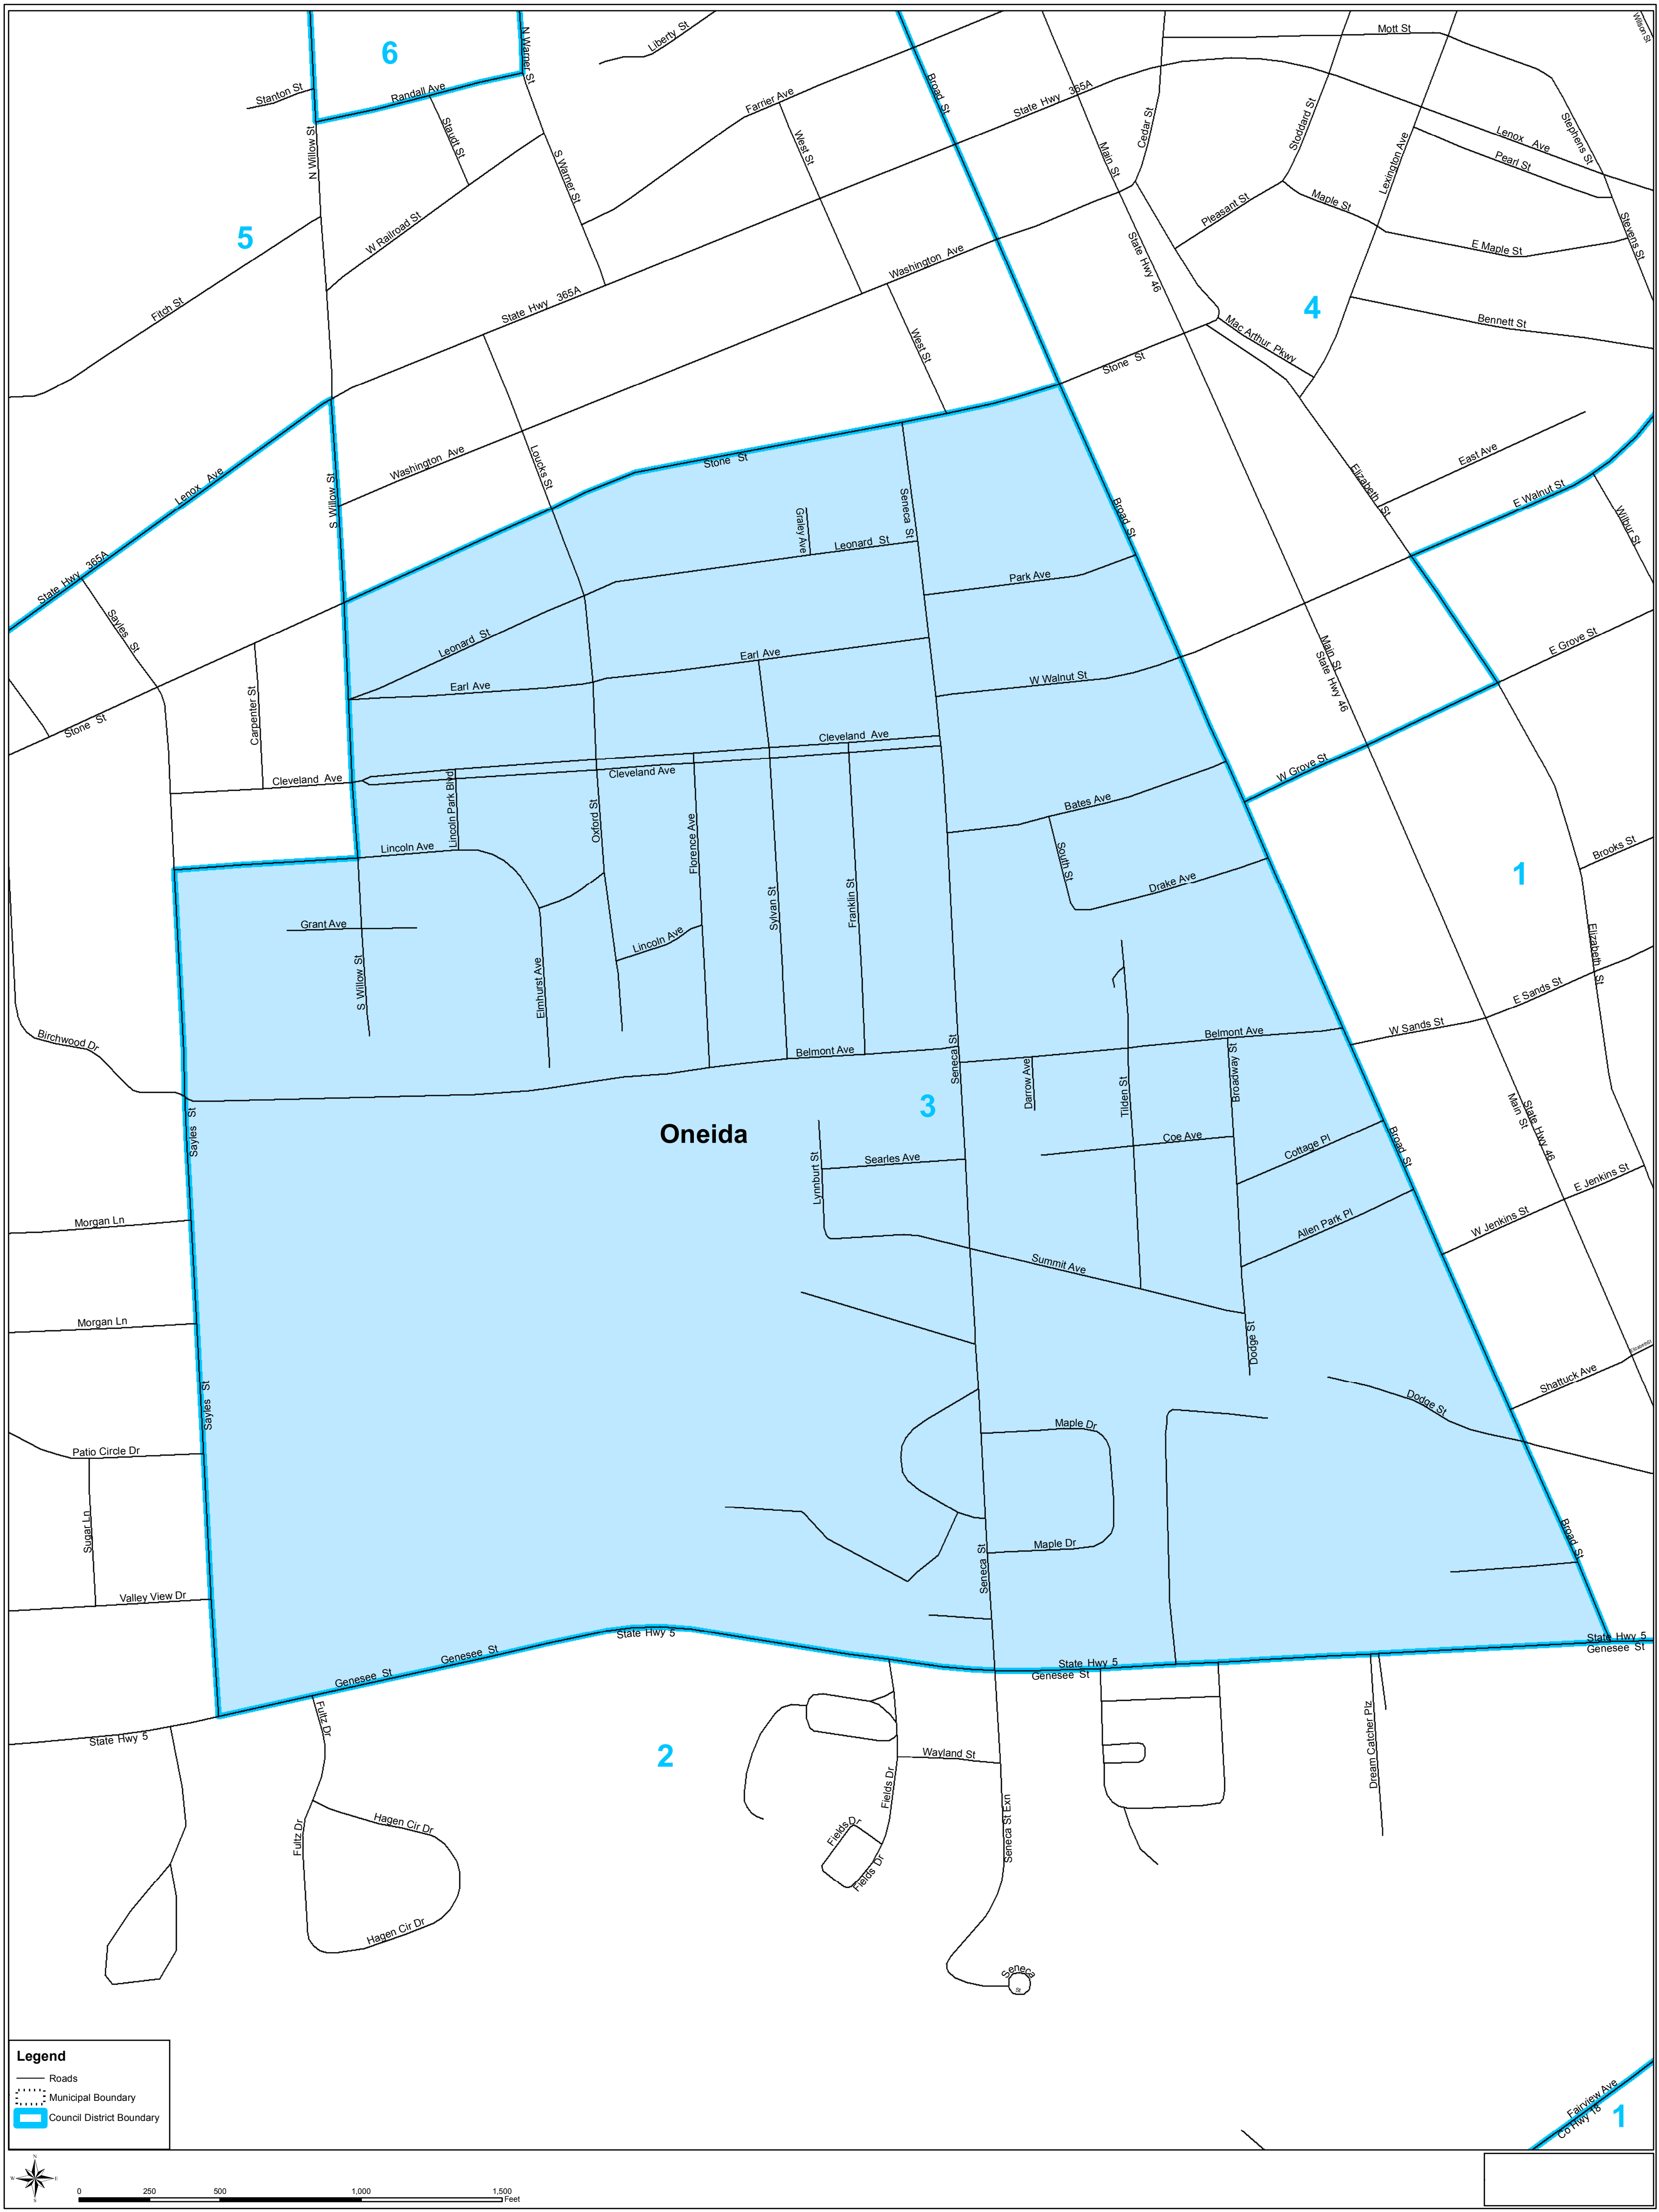 6
N Warner St
Liberty St
Mott St
Wilson St
Stanton St
Randall Ave
Broad St
State Hwy 365A
Farrier Ave
Cedar St
Stoddard St
Lenox Ave
Stephens St
N Willow St
Staudt St
West St
Main St
Lexington Ave
Pearl St
S Warner St
Pleasant St
Maple St
Stevens St
5
W Railroad St
Washington Ave
State Hwy 46
E Maple St
Fitch St
State Hwy 365A
4
Bennett St
West St
Mac Arthur Pkwy
Stone St
Lenox Ave
S Willow St
Washington Ave
Loucks St
Stone St
East Ave
Elizabeth St
E Walnut St
Graley Ave
Seneca St
Broad St
Wilbur St
State Hwy 365A
Leonard St
Park Ave
Sayles St
Leonard St
Earl Ave
Main St
State Hwy 46
E Grove St
Earl Ave
W Walnut St
Stone St
Carpenter St
Cleveland Ave
Cleveland Ave
Cleveland Ave
W Grove St
Lincoln Park Blvd
Oxford St
Florence Ave
Bates Ave
Lincoln Ave
South St
Drake Ave
Brooks St
1
Sylvan St
Franklin St
Grant Ave
Lincoln Ave
Elizabeth St
S Willow St
Elmhurst Ave
E Sands St
Birchwood Dr
Belmont Ave
Seneca St
Belmont Ave
W Sands St
Darrow Ave
Tilden St
Broadway St
3
Oneida
Sayles St
Main St
State Hwy 46
Coe Ave
Cottage Pl
Broad St
Lynnburt St
Searles Ave
E Jenkins St
Morgan Ln
Allen Park Pl
W Jenkins St
Summit Ave
Morgan Ln
Dodge St
Shattuck Ave
Sayles St
Dodge St
Maple Dr
Patio Circle Dr
Sugar Ln
Maple Dr
Seneca St
Broad St
Valley View Dr
State Hwy 5
Genesee St
Genesee St
State Hwy 5
Genesee St
State Hwy 5
Genesee St
State Hwy 5
Fultz Dr
2
Wayland St
Dream Catcher Plz
Fields Dr
Hagen Cir Dr
Fultz Dr
Fields Dr
Fields Dr
Seneca St Exn
Hagen Cir Dr
Seneca
St
Legend
Roads
Municipal Boundary
Council District Boundary
Fairview Ave
Co Hwy 18
1
N
W
E
S
0 250 500 1,000 1,500
Feet